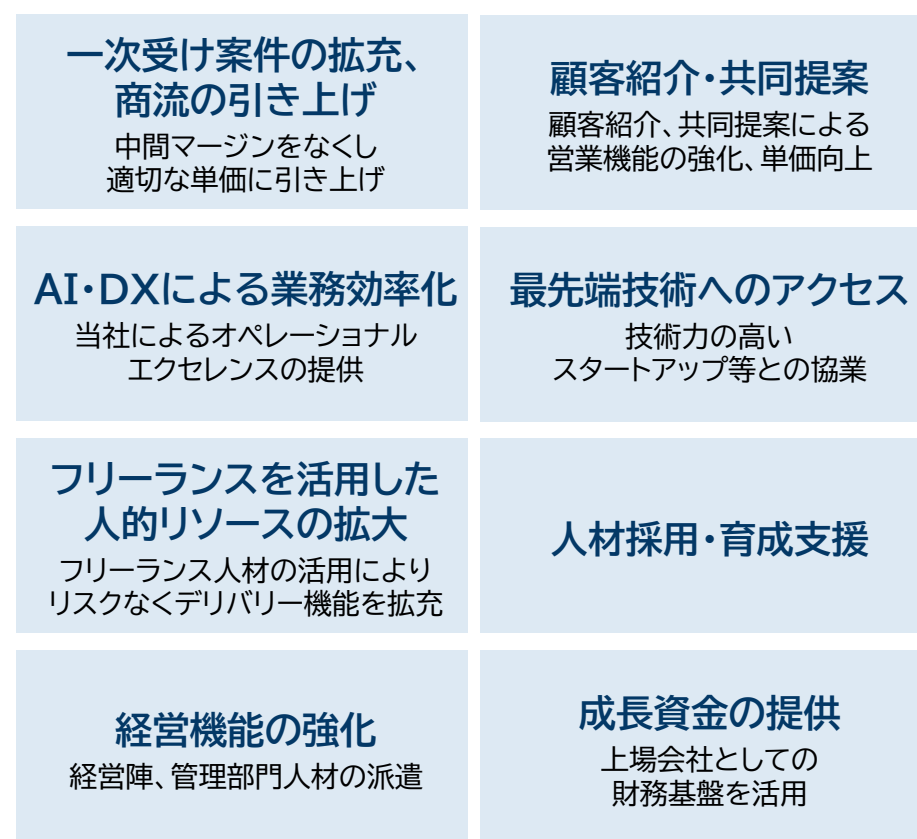 一次受け案件の拡充、
商流の引き上げ
中間マージンをなくし
適切な単価に引き上げ
顧客紹介・共同提案
顧客紹介、共同提案による
営業機能の強化、単価向上
AI・DXによる業務効率化
当社によるオペレーショナル
エクセレンスの提供
最先端技術へのアクセス
技術力の高い
スタートアップ等との協業
フリーランスを活用した
人的リソースの拡大
フリーランス人材の活用により
リスクなくデリバリー機能を拡充
人材採用・育成支援
経営機能の強化
経営陣、管理部門人材の派遣
成長資金の提供
上場会社としての
財務基盤を活用